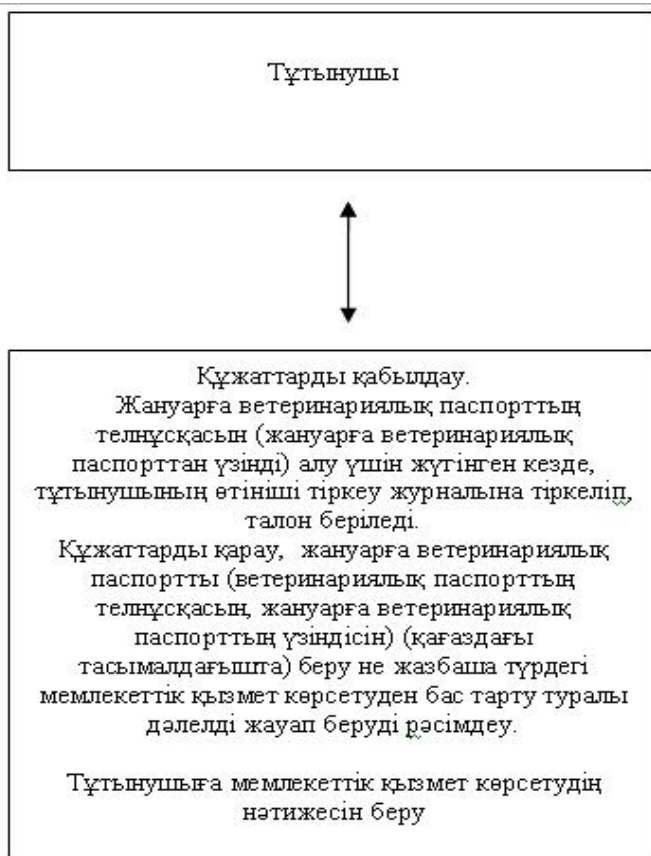 Тұтынушы
Құжаттарды қабылдау.
Жануарға ветеринариялық паспорттың
телнұсқасын (жануарға ветеринариялық
паспорттан үзінді) алу үшін жүгінген кезде,
тұтынушының өтініші тіркеу журналына тіркеліп,
талон беріледі.
Құжаттарды қарау, жануарға ветеринариялық
паспортты (ветеринариялық паспорттың
телнұсқасын, жануарға ветеринариялық
паспорттың үзіндісін) (қағаздағы
тасымалдағышта) беру не жазбаша түрдегі
мемлекеттік қызмет көрсетуден бас тарту туралы
дәлелді жауап беруді рәсімдеу.
Тұтынушыға мемлекеттік қызмет көрсетудің
нәтижесін беру